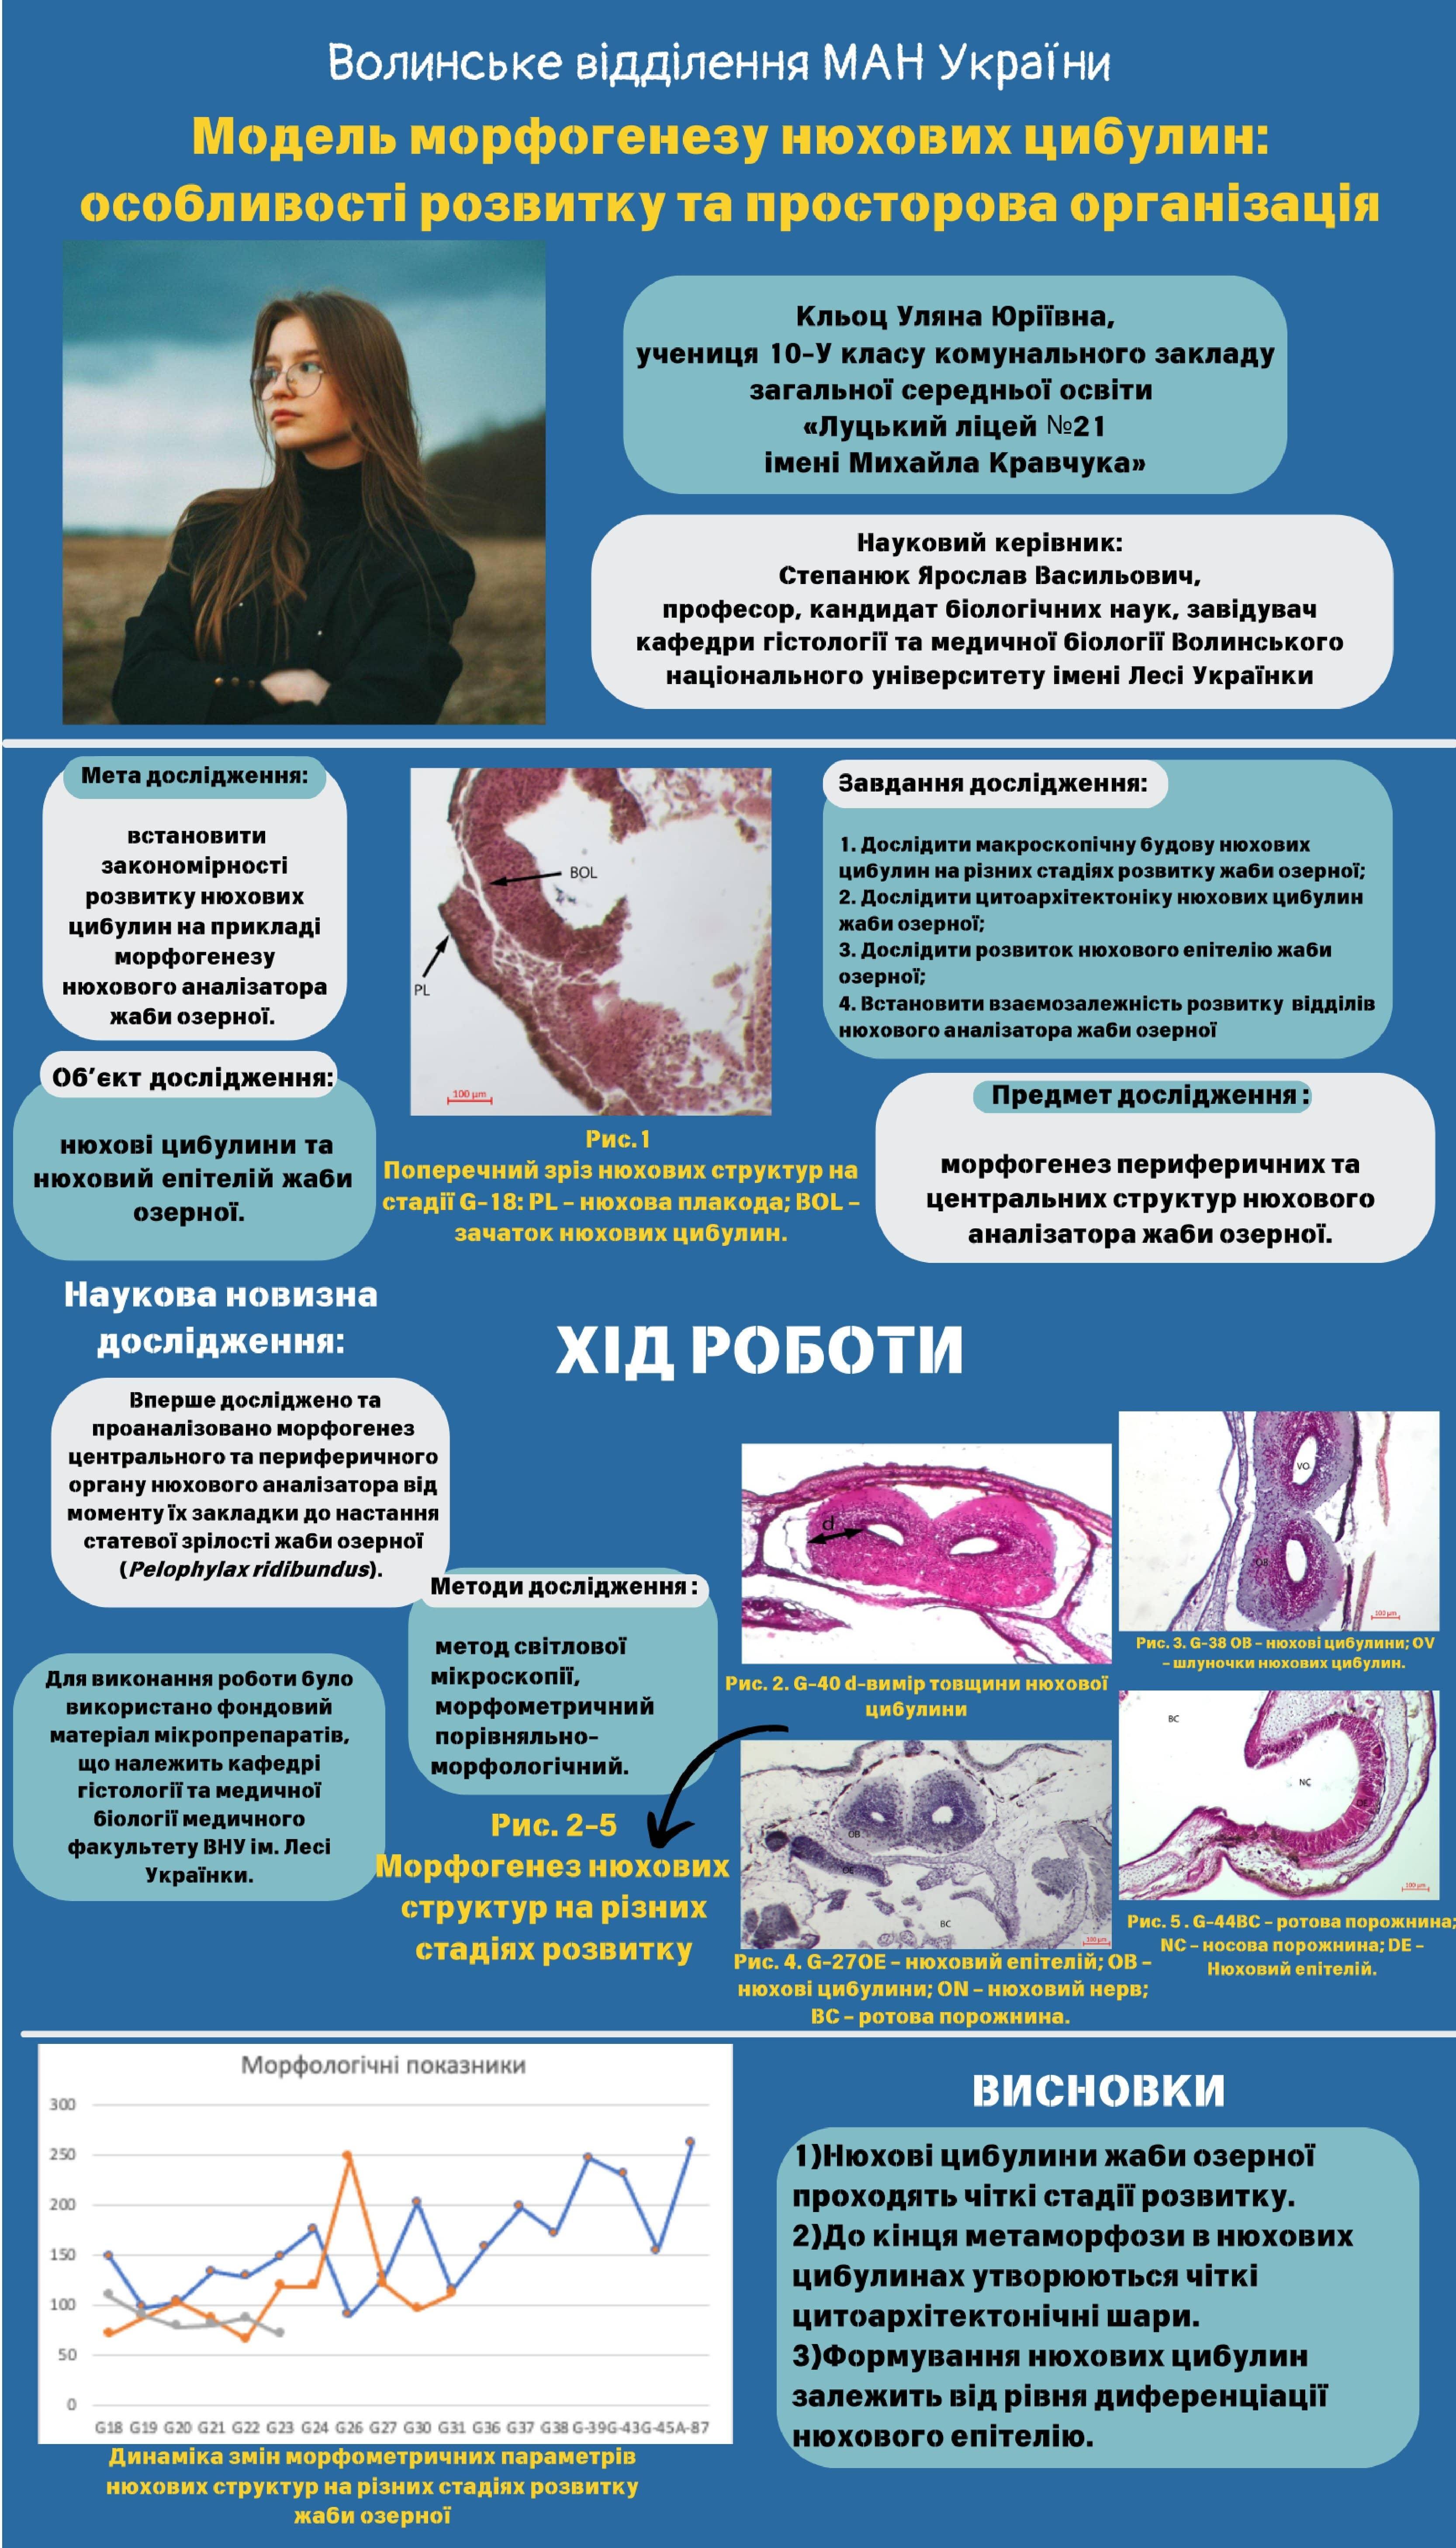 Волинське відділення МАН України
Модель морфогенезу нюхових цибулин:
особливості розвитку та просторова організація
Кльоц Уляна Юріївна,
учениця 10-У класу комунального закладу
загальної середньої освіти
«Луцький ліцей №21
імені Михайла Кравчука»
Науковий керівник:
Степанюк Ярослав Васильович,
професор, кандидат біологічних наук, завідувач
кафедри гістології та медичної біології Волинського
національного університету імені Лесі Українки
Мета дослідження:
встановити
закономірності
розвитку нюхових
цибулин на прикладі
морфогенезу
нюхового аналізатора
жаби озерної.
Об’єкт дослідження:
нюхові цибулини та
нюховий епітелій жаби
озерної.
BOL
PL
100 µm
Рис.1
Поперечний зріз нюхових структур на
стадії G-18: PL – нюхова плакода; BOL –
зачаток нюхових цибулин.
Завдання дослідження:
1. Дослідити макроскопічну будову нюхових
цибулин на різних стадіях розвитку жаби озерної;
2. Дослідити цитоархітектоніку нюхових цибулин
жаби озерної;
3. Дослідити розвиток нюхового епітелію жаби
озерної;
4. Встановити взаємозалежність розвитку відділів
нюхового аналізатора жаби озерної
Предмет дослідження:
морфогенез периферичних та
центральних структур нюхового
аналізатора жаби озерної.
Наукова новизна
дослідження:
Вперше досліджено та
проаналізовано морфогенез
центрального та периферичного
органу нюхового аналізатора від
моменту їх закладки до настання
статевої зрілості жаби озерної
(Pelophylax ridibundus).
ХІД РОБОТИ
Методи дослідження:
метод світлової
мікроскопії,
морфометричний
порівняльно-
морфологічний.
Для виконання роботи було
використано фондовий
матеріал мікропрепаратів,
що належить кафедрі
гістології та медичної
біології медичного
факультету ВНУ ім. Лесі
Українки.
Рис. 2-5
Морфогенез нюхових
структур на різних
стадіях розвитку
d
Рис. 2. G-40 d-вимір товщини нюхової
цибулини
VO
OB
100 µm
Рис. 3. G-38 OB – нюхові цибулини; OV
– шлуночки нюхових цибулин.
OB
OE
BC
100 µm
Рис. 4. G-27OE – нюховий епітелій; OB –
нюхові цибулини; ON – нюховий нерв;
BC – ротова порожнина.
BC
NC
DE
100 µm
Рис. 5 . G-44BC – ротова порожнина;
NC – носова порожнина; DE –
Нюховий епітелій.
Морфологічні показники
300
250
200
150
100
50
0
G18 G19 G20 G21 G22 G23 G24 G26 G27 G30 G31 G36 G37 G38 G-39 G-43 G-45 A-87
Динаміка змін морфометричних параметрів
нюхових структур на різних стадіях розвитку
жаби озерної
ВИСНОВКИ
1)Нюхові цибулини жаби озерної
проходять чіткі стадії розвитку.
2)До кінця метаморфози в нюхових
цибулинах утворюються чіткі
цитоархітектонічні шари.
3)Формування нюхових цибулин
залежить від рівня диференціації
нюхового епітелію.